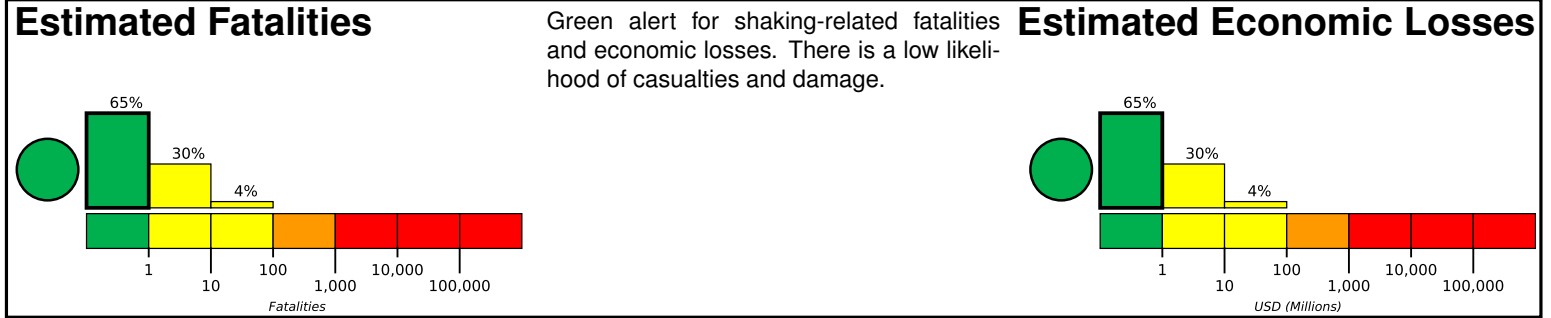 Estimated Fatalities
65%
30%
4%
1
10
100
1,000
10,000
100,000
Fatalities
Green alert for shaking-related fatalities
and economic losses. There is a low likeli-
hood of casualties and damage.
Estimated Economic Losses
65%
30%
4%
1
10
100
1,000
10,000
100,000
USD (Millions)